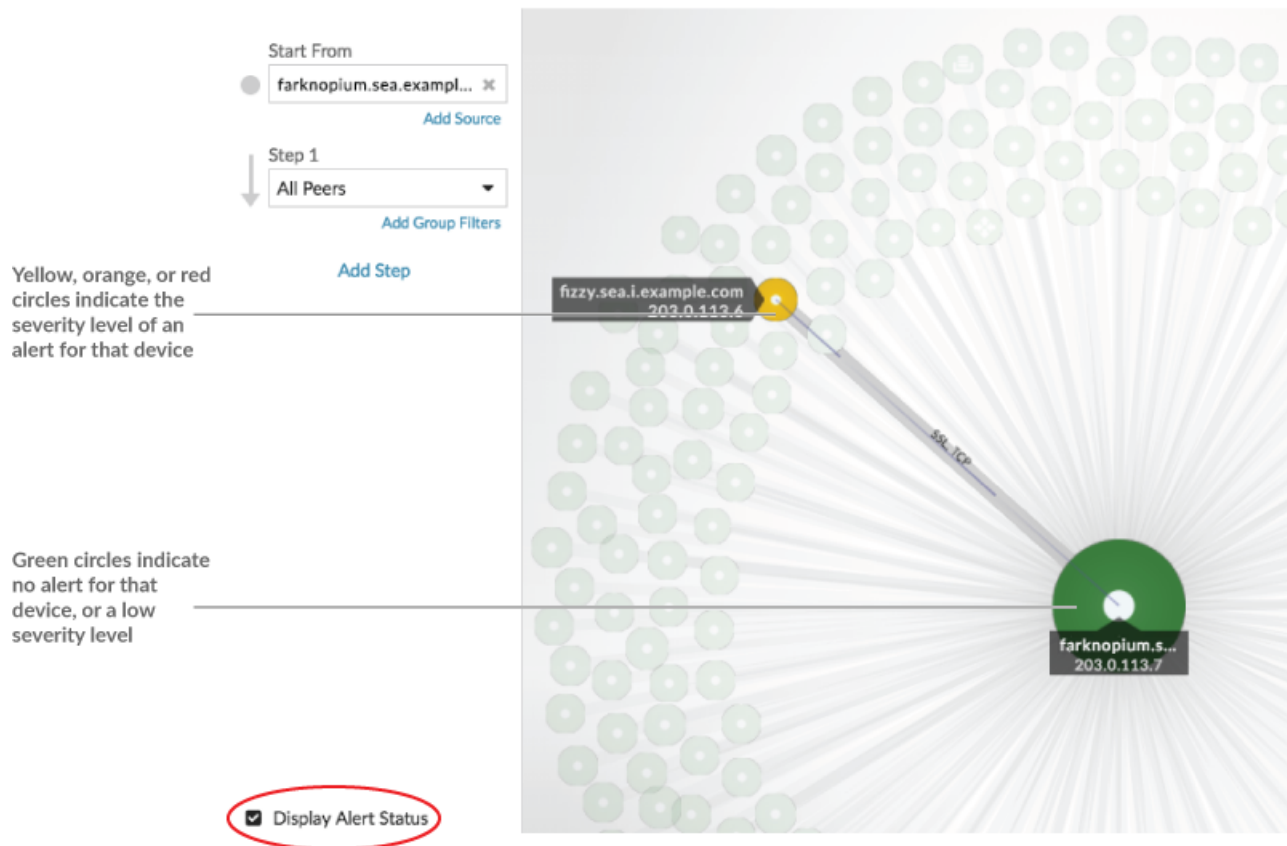 Start From
farknopium.sea.exampl...
Add Source
Step 1
All Peers
Add Group Filters
Add Step
Yellow, orange, or red
circles indicate the
severity level of an
alert for that device
fizzy.sea.i.example.com
203.0.113.6
SSL, TCP
Green circles indicate
no alert for that
device, or a low
severity level
farknopium.s...
203.0.113.7
Display Alert Status